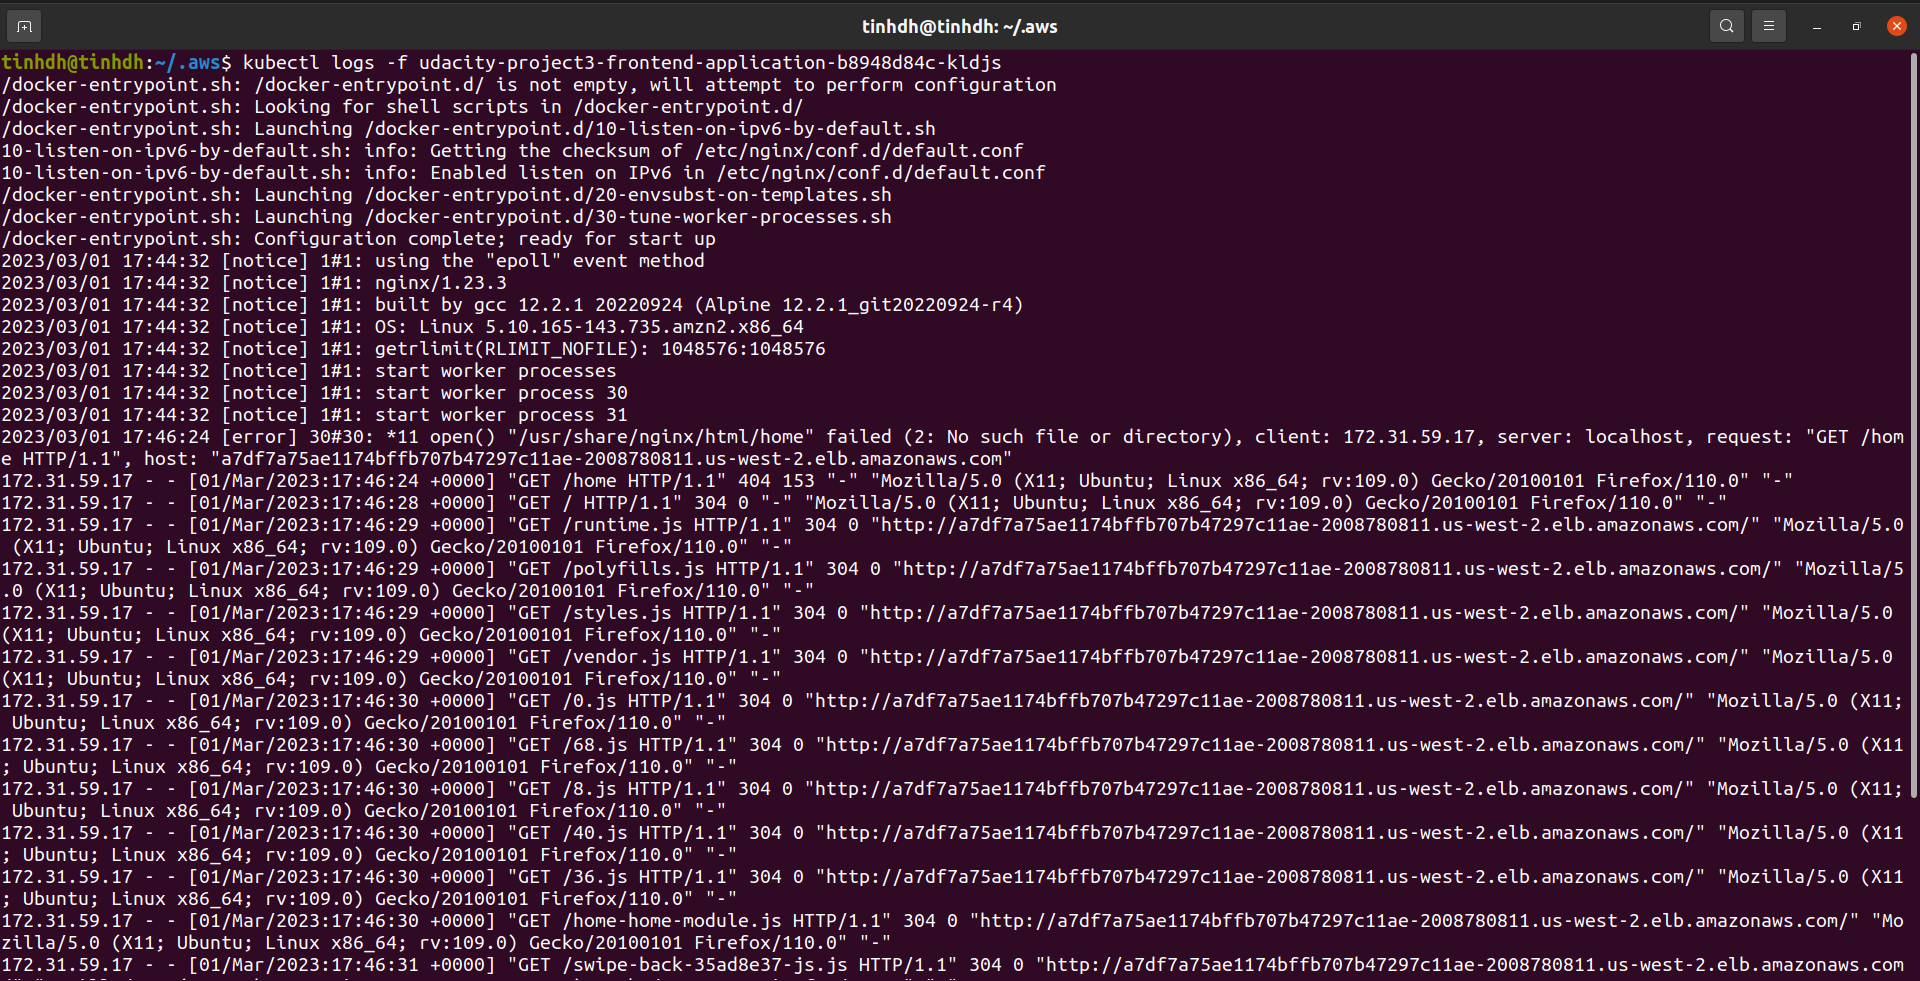 tinhdh@tinhdh: ~/.aws
tinhdh@tinhdh:~/.aws$ kubectl logs -f udacity-project3-frontend-application-b8948d84c-kldjs
/docker-entrypoint.sh: /docker-entrypoint.d/ is not empty, will attempt to perform configuration
/docker-entrypoint.sh: Looking for shell scripts in /docker-entrypoint.d/
/docker-entrypoint.sh: Launching /docker-entrypoint.d/10-listen-on-ipv6-by-default.sh
10-listen-on-ipv6-by-default.sh: info: Getting the checksum of /etc/nginx/conf.d/default.conf
10-listen-on-ipv6-by-default.sh: info: Enabled listen on IPv6 in /etc/nginx/conf.d/default.conf
/docker-entrypoint.sh: Launching /docker-entrypoint.d/20-envsubst-on-templates.sh
/docker-entrypoint.sh: Launching /docker-entrypoint.d/30-tune-worker-processes.sh
/docker-entrypoint.sh: Configuration complete; ready for start up
2023/03/01 17:44:32 [notice] 1#1: using the "epoll" event method
2023/03/01 17:44:32 [notice] 1#1: nginx/1.23.3
2023/03/01 17:44:32 [notice] 1#1: built by gcc 12.2.1 20220924 (Alpine 12.2.1_git20220924-r4)
2023/03/01 17:44:32 [notice] 1#1: OS: Linux 5.10.165-143.735.amzn2.x86_64
2023/03/01 17:44:32 [notice] 1#1: getrlimit(RLIMIT_NOFILE): 1048576:1048576
2023/03/01 17:44:32 [notice] 1#1: start worker processes
2023/03/01 17:44:32 [notice] 1#1: start worker process 30
2023/03/01 17:44:32 [notice] 1#1: start worker process 31
2023/03/01 17:46:24 [error] 30#30: *11 open() "/usr/share/nginx/html/home" failed (2: No such file or directory), client: 172.31.59.17, server: localhost, request: "GET /hom
e HTTP/1.1", host: "a7df7a75ae1174bffb707b47297c11ae-2008780811.us-west-2.elb.amazonaws.com"
172.31.59.17 - - [01/Mar/2023:17:46:24 +0000] "GET /home HTTP/1.1" 404 153 "-" "Mozilla/5.0 (X11; Ubuntu; Linux x86_64; rv:109.0) Gecko/20100101 Firefox/110.0" "-"
172.31.59.17 - - [01/Mar/2023:17:46:28 +0000] "GET / HTTP/1.1" 304 0 "-" "Mozilla/5.0 (X11; Ubuntu; Linux x86_64; rv:109.0) Gecko/20100101 Firefox/110.0" "-"
172.31.59.17 - - [01/Mar/2023:17:46:29 +0000] "GET /runtime.js HTTP/1.1" 304 0 "http://a7df7a75ae1174bffb707b47297c11ae-2008780811.us-west-2.elb.amazonaws.com/" "Mozilla/5.0
 (X11; Ubuntu; Linux x86_64; rv:109.0) Gecko/20100101 Firefox/110.0" "-"
172.31.59.17 - - [01/Mar/2023:17:46:29 +0000] "GET /polyfills.js HTTP/1.1" 304 0 "http://a7df7a75ae1174bffb707b47297c11ae-2008780811.us-west-2.elb.amazonaws.com/" "Mozilla/5
.0 (X11; Ubuntu; Linux x86_64; rv:109.0) Gecko/20100101 Firefox/110.0" "-"
172.31.59.17 - - [01/Mar/2023:17:46:29 +0000] "GET /styles.js HTTP/1.1" 304 0 "http://a7df7a75ae1174bffb707b47297c11ae-2008780811.us-west-2.elb.amazonaws.com/" "Mozilla/5.0 
(X11; Ubuntu; Linux x86_64; rv:109.0) Gecko/20100101 Firefox/110.0" "-"
172.31.59.17 - - [01/Mar/2023:17:46:29 +0000] "GET /vendor.js HTTP/1.1" 304 0 "http://a7df7a75ae1174bffb707b47297c11ae-2008780811.us-west-2.elb.amazonaws.com/" "Mozilla/5.0 
(X11; Ubuntu; Linux x86_64; rv:109.0) Gecko/20100101 Firefox/110.0" "-"
172.31.59.17 - - [01/Mar/2023:17:46:30 +0000] "GET /0.js HTTP/1.1" 304 0 "http://a7df7a75ae1174bffb707b47297c11ae-2008780811.us-west-2.elb.amazonaws.com/" "Mozilla/5.0 (X11;
 Ubuntu; Linux x86_64; rv:109.0) Gecko/20100101 Firefox/110.0" "-"
172.31.59.17 - - [01/Mar/2023:17:46:30 +0000] "GET /68.js HTTP/1.1" 304 0 "http://a7df7a75ae1174bffb707b47297c11ae-2008780811.us-west-2.elb.amazonaws.com/" "Mozilla/5.0 (X11
; Ubuntu; Linux x86_64; rv:109.0) Gecko/20100101 Firefox/110.0" "-"
172.31.59.17 - - [01/Mar/2023:17:46:30 +0000] "GET /8.js HTTP/1.1" 304 0 "http://a7df7a75ae1174bffb707b47297c11ae-2008780811.us-west-2.elb.amazonaws.com/" "Mozilla/5.0 (X11;
 Ubuntu; Linux x86_64; rv:109.0) Gecko/20100101 Firefox/110.0" "-"
172.31.59.17 - - [01/Mar/2023:17:46:30 +0000] "GET /40.js HTTP/1.1" 304 0 "http://a7df7a75ae1174bffb707b47297c11ae-2008780811.us-west-2.elb.amazonaws.com/" "Mozilla/5.0 (X11
; Ubuntu; Linux x86_64; rv:109.0) Gecko/20100101 Firefox/110.0" "-"
172.31.59.17 - - [01/Mar/2023:17:46:30 +0000] "GET /36.js HTTP/1.1" 304 0 "http://a7df7a75ae1174bffb707b47297c11ae-2008780811.us-west-2.elb.amazonaws.com/" "Mozilla/5.0 (X11
; Ubuntu; Linux x86_64; rv:109.0) Gecko/20100101 Firefox/110.0" "-"
172.31.59.17 - - [01/Mar/2023:17:46:30 +0000] "GET /home-home-module.js HTTP/1.1" 304 0 "http://a7df7a75ae1174bffb707b47297c11ae-2008780811.us-west-2.elb.amazonaws.com/" "Mo
zilla/5.0 (X11; Ubuntu; Linux x86_64; rv:109.0) Gecko/20100101 Firefox/110.0" "-"
172.31.59.17 - - [01/Mar/2023:17:46:31 +0000] "GET /swipe-back-35ad8e37-js.js HTTP/1.1" 304 0 "http://a7df7a75ae1174bffb707b47297c11ae-2008780811.us-west-2.elb.amazonaws.com